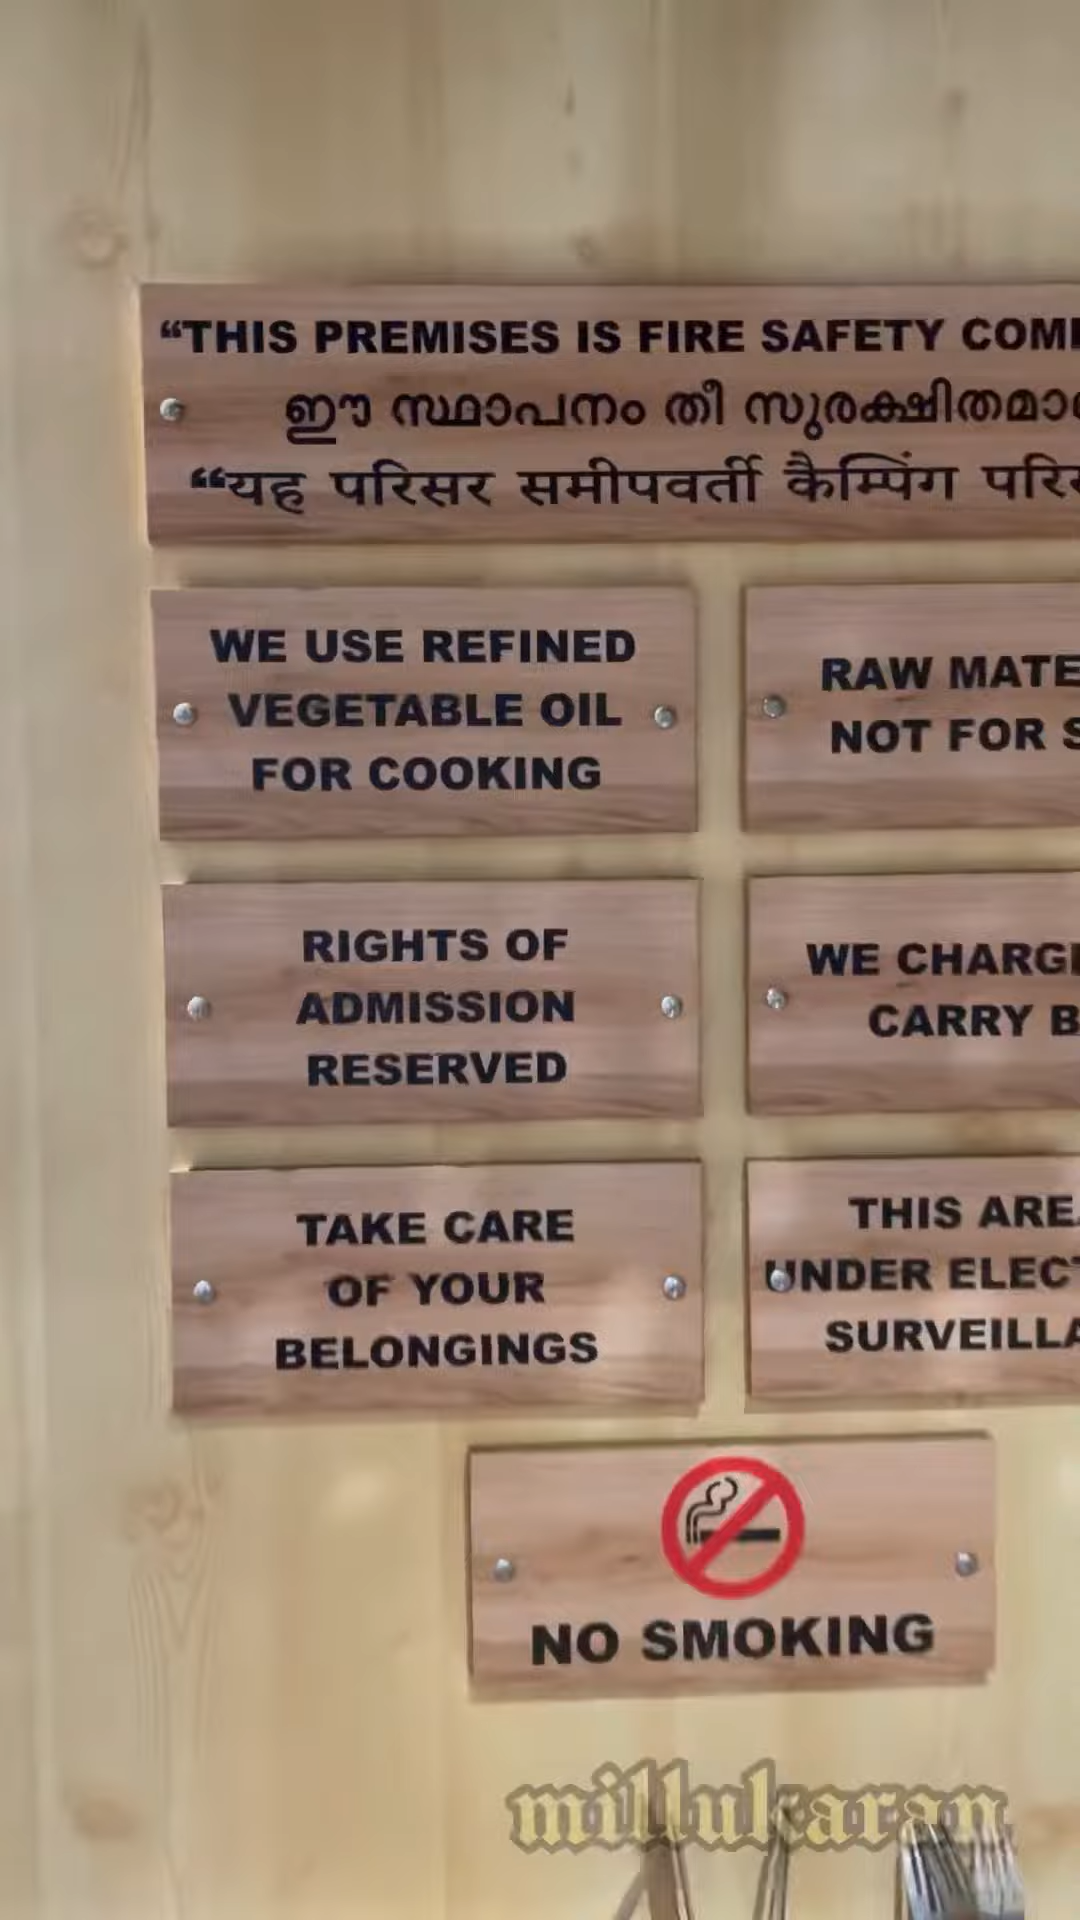 “THIS PREMISES IS FIRE SAFETY COM
ഈ സ്ഥാപനം തീ സുരക്ഷിതമാ
“यह परिसर समीपवर्ती कैम्पिंग परि
WE USE REFINED
VEGETABLE OIL
FOR COOKING
RAW MATE
NOT FOR S
RIGHTS OF
ADMISSION
RESERVED
WE CHARG
CARRY B
TAKE CARE
OF YOUR
BELONGINGS
THIS AREA
UNDER ELECT
SURVEILLA
NO SMOKING
millukaran